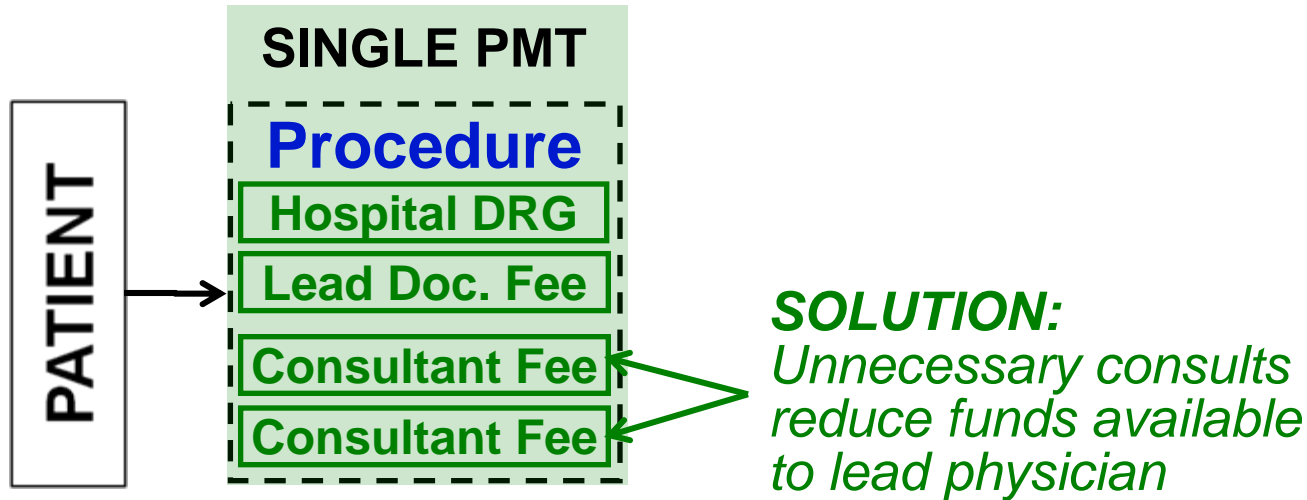 SINGLE PMT
PATIENT
Procedure
Hospital DRG
Lead Doc. Fee
Consultant Fee
Consultant Fee
SOLUTION:
Unnecessary consults
reduce funds available
to lead physician